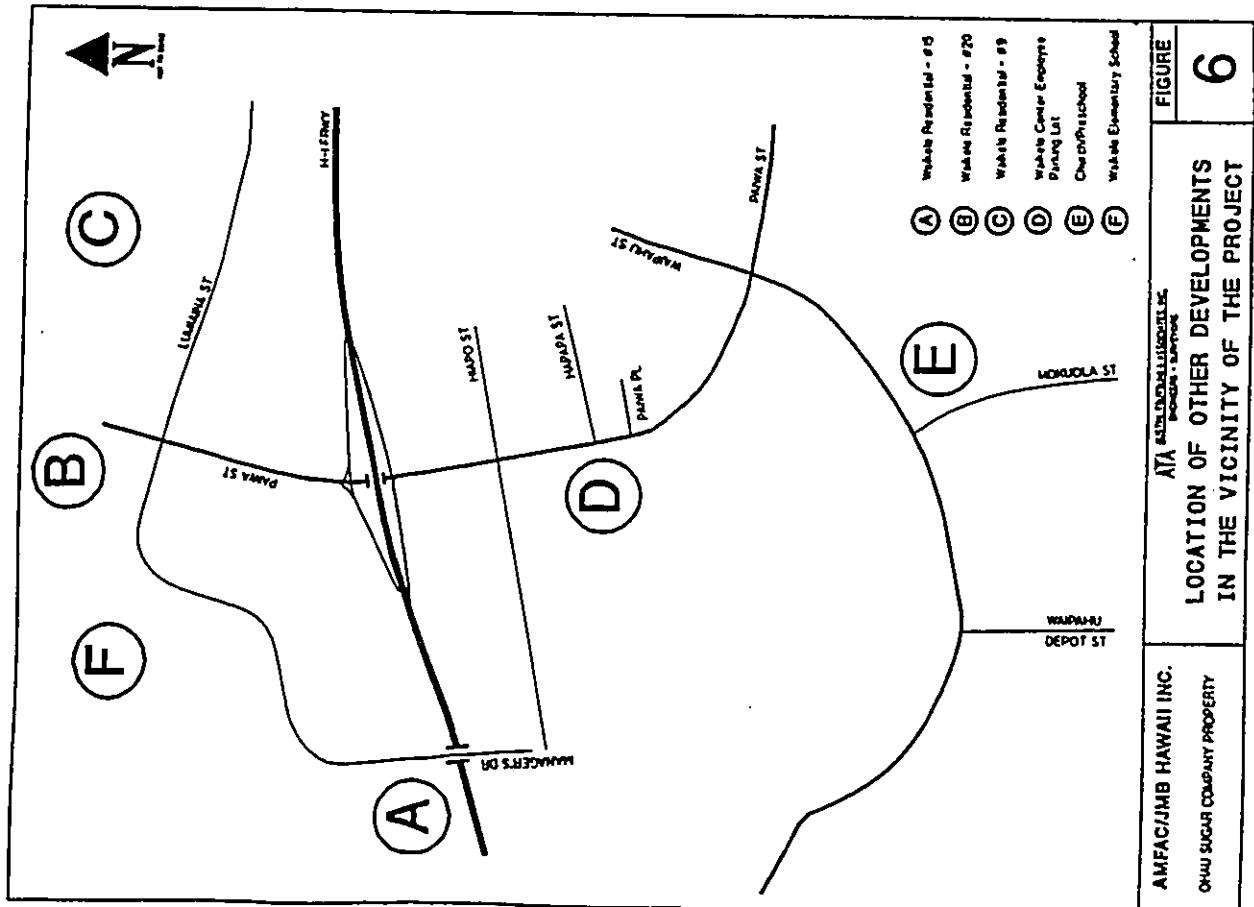 N
C
LUMIAINA ST
H-1 FRWY
B
PAIWA ST
F
HIAPO ST
HAPAPA ST
PAIWA PL
D
MANAGER'S DR
A
WAIPAHU ST
PAIWA ST
E
MOKUOLA ST
WAIPAHU
DEPOT ST
A Waikele Residential - #15
B Waikele Residential - #20
C Waikele Residential - #9
D Waikele Center Employee
Parking Lot
E Church/Preschool
F Waikele Elementary School
AMFAC/JMB HAWAII INC.
OHAU SUGAR COMPANY PROPERTY
ATA
ENGINEERS • SURVEYORS
LOCATION OF OTHER DEVELOPMENTS
IN THE VICINITY OF THE PROJECT
FIGURE
6